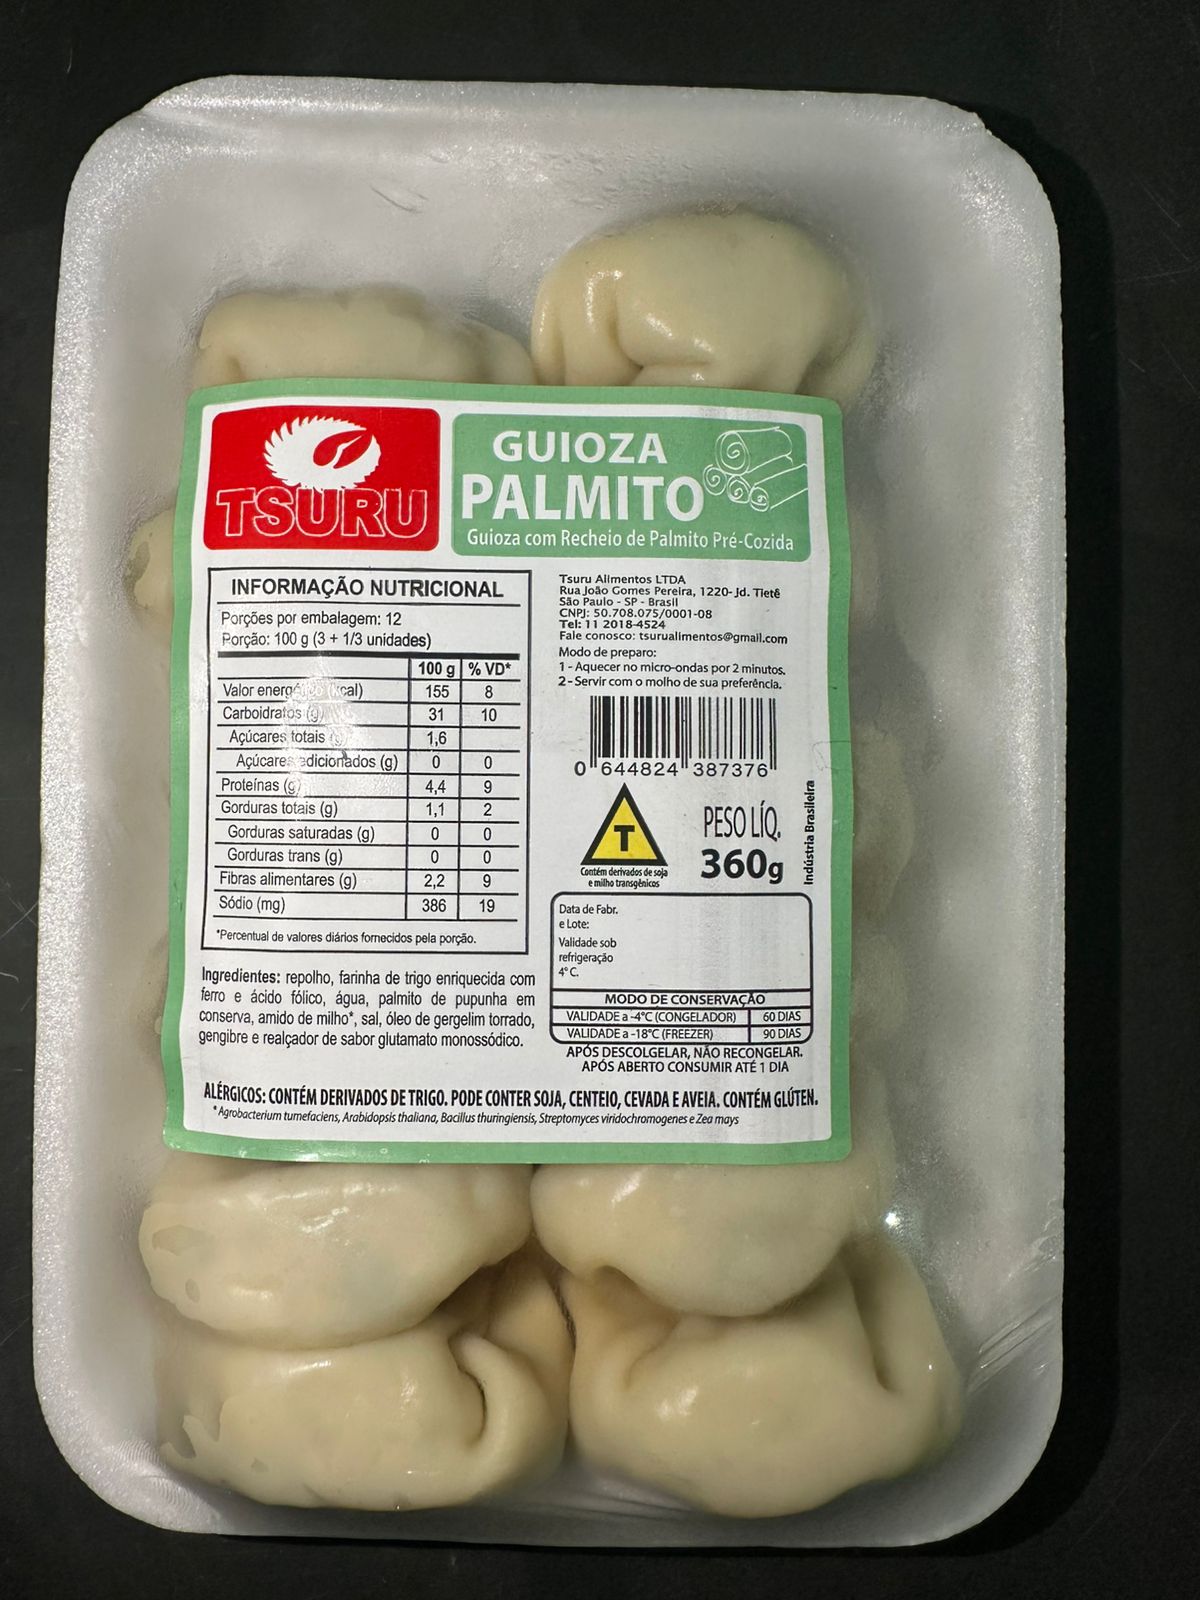 TSURU
GUIOZA
PALMITO
Guioza com Recheio de Palmito Pré-Cozida
INFORMAÇÃO NUTRICIONAL
Porções por embalagem: 12
Porção: 100 g (3 + 1/3 unidades)
100 g % VD*
Valor energético (kcal) 155 8
Carboidratos (g) 31 10
Açúcares totais (g) 1,6
Açúcares adicionados (g) 0 0
Proteínas (g) 4,4 9
Gorduras totais (g) 1,1 2
Gorduras saturadas (g) 0 0
Gorduras trans (g) 0 0
Fibras alimentares (g) 2,2 9
Sódio (mg) 386 19
*Percentual de valores diários fornecidos pela porção.
Ingredientes: repolho, farinha de trigo enriquecida com
ferro e ácido fólico, água, palmito de pupunha em
conserva, amido de milho*, sal, óleo de gergelim torrado,
gengibre e realçador de sabor glutamato monossódico.
Tsuru Alimentos LTDA
Rua João Gomes Pereira, 1220- Jd. Tietê
São Paulo - SP - Brasil
CNPJ: 50.708.075/0001-08
Tel: 11 2018-4524
Fale conosco: tsurualimentos@gmail.com
Modo de preparo:
1 - Aquecer no micro-ondas por 2 minutos.
2 - Servir com o molho de sua preferência.
0 644824 387376
T
Contém derivados de soja
e milho transgênicos
PESO LÍQ.
360g
Indústria Brasileira
Data de Fabr.
e Lote:
Validade sob
refrigeração
4°C.
MODO DE CONSERVAÇÃO
VALIDADE a -4°C (CONGELADOR) 60 DIAS
VALIDADE a -18°C (FREEZER) 90 DIAS
APÓS DESCOLGELAR, NÃO RECONGELAR.
APÓS ABERTO CONSUMIR ATÉ 1 DIA
ALÉRGICOS: CONTÉM DERIVADOS DE TRIGO. PODE CONTER SOJA, CENTEIO, CEVADA E AVEIA. CONTÉM GLÚTEN.
* Agrobacterium tumefaciens, Arabidopsis thaliana, Bacillus thuringiensis, Streptomyces viridochromogenes e Zea mays